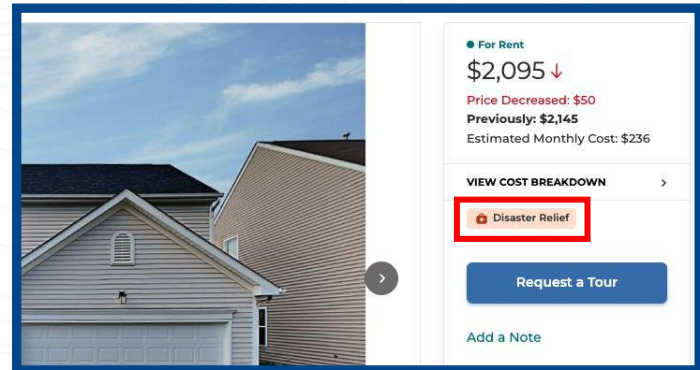 For Rent
$2,095 ↓
Price Decreased: $50
Previously: $2,145
Estimated Monthly Cost: $236
VIEW COST BREAKDOWN
Disaster Relief
Request a Tour
Add a Note